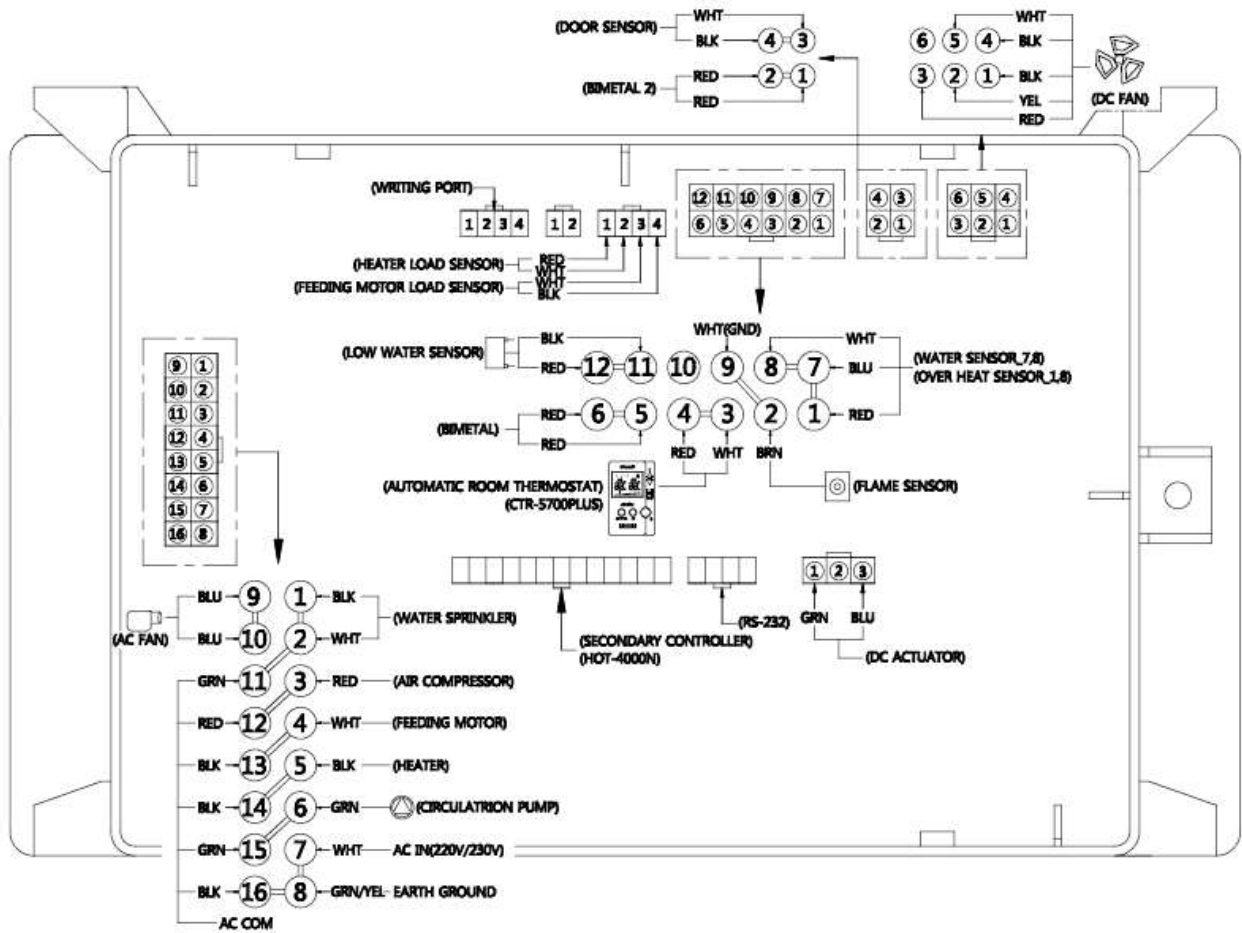 (DOOR SENSOR)
WHT
BLK
4 3
(BIMETAL 2)
RED
RED
2 1
6 5 4
3 2 1
WHT
BLK
BLK
YEL
RED
(DC FAN)
(WRITING PORT)
1 2 3 4
1 2
1 2 3 4
12 11 10 9 8 7
6 5 4 3 2 1
4 3
2 1
6 5 4
3 2 1
(HEATER LOAD SENSOR)
RED
WHT
(FEEDING MOTOR LOAD SENSOR)
WHT
BLK
(LOW WATER SENSOR)
BLK
RED
WHT(GND)
12 11 10 9 8 7
WHT
BLU
RED
(WATER SENSOR_7,8)
(OVER HEAT SENSOR_1,8)
(BIMETAL)
RED
RED
6 5 4 3 2 1
RED WHT BRN
(AUTOMATIC ROOM THERMOSTAT)
(CTR-5700PLUS)
(FLAME SENSOR)
9 1
10 2
11 3
12 4
13 5
14 6
15 7
16 8
1 2 3
GRN BLU
(DC ACTUATOR)
(RS-232)
(SECONDARY CONTROLLER)
(HOT-4000N)
(AC FAN)
BLU 9 1 BLK
(WATER SPRINKLER)
BLU 10 2 WHT
GRN 11 3 RED (AIR COMPRESSOR)
RED 12 4 WHT (FEEDING MOTOR)
BLK 13 5 BLK (HEATER)
BLK 14 6 GRN (CIRCULATRION PUMP)
GRN 15 7 WHT AC IN(220V/230V)
BLK 16 8 GRN/YEL EARTH GROUND
AC COM